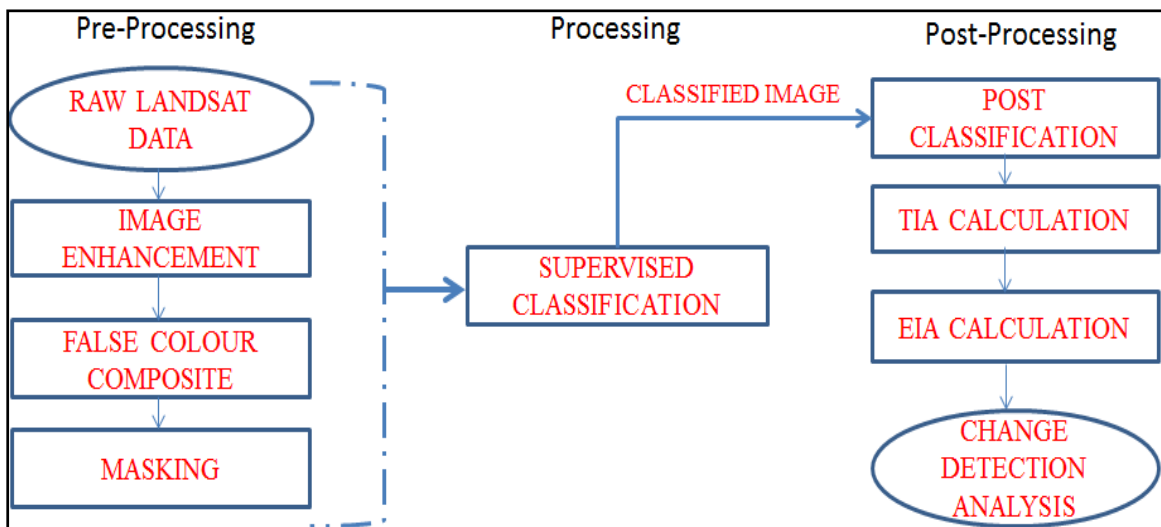 Pre-Processing
RAW LANDSAT
DATA
IMAGE
ENHANCEMENT
FALSE COLOUR
COMPOSITE
MASKING
Processing
SUPERVISED
CLASSIFICATION
CLASSIFIED IMAGE
Post-Processing
POST
CLASSIFICATION
TIA CALCULATION
EIA CALCULATION
CHANGE
DETECTION
ANALYSIS